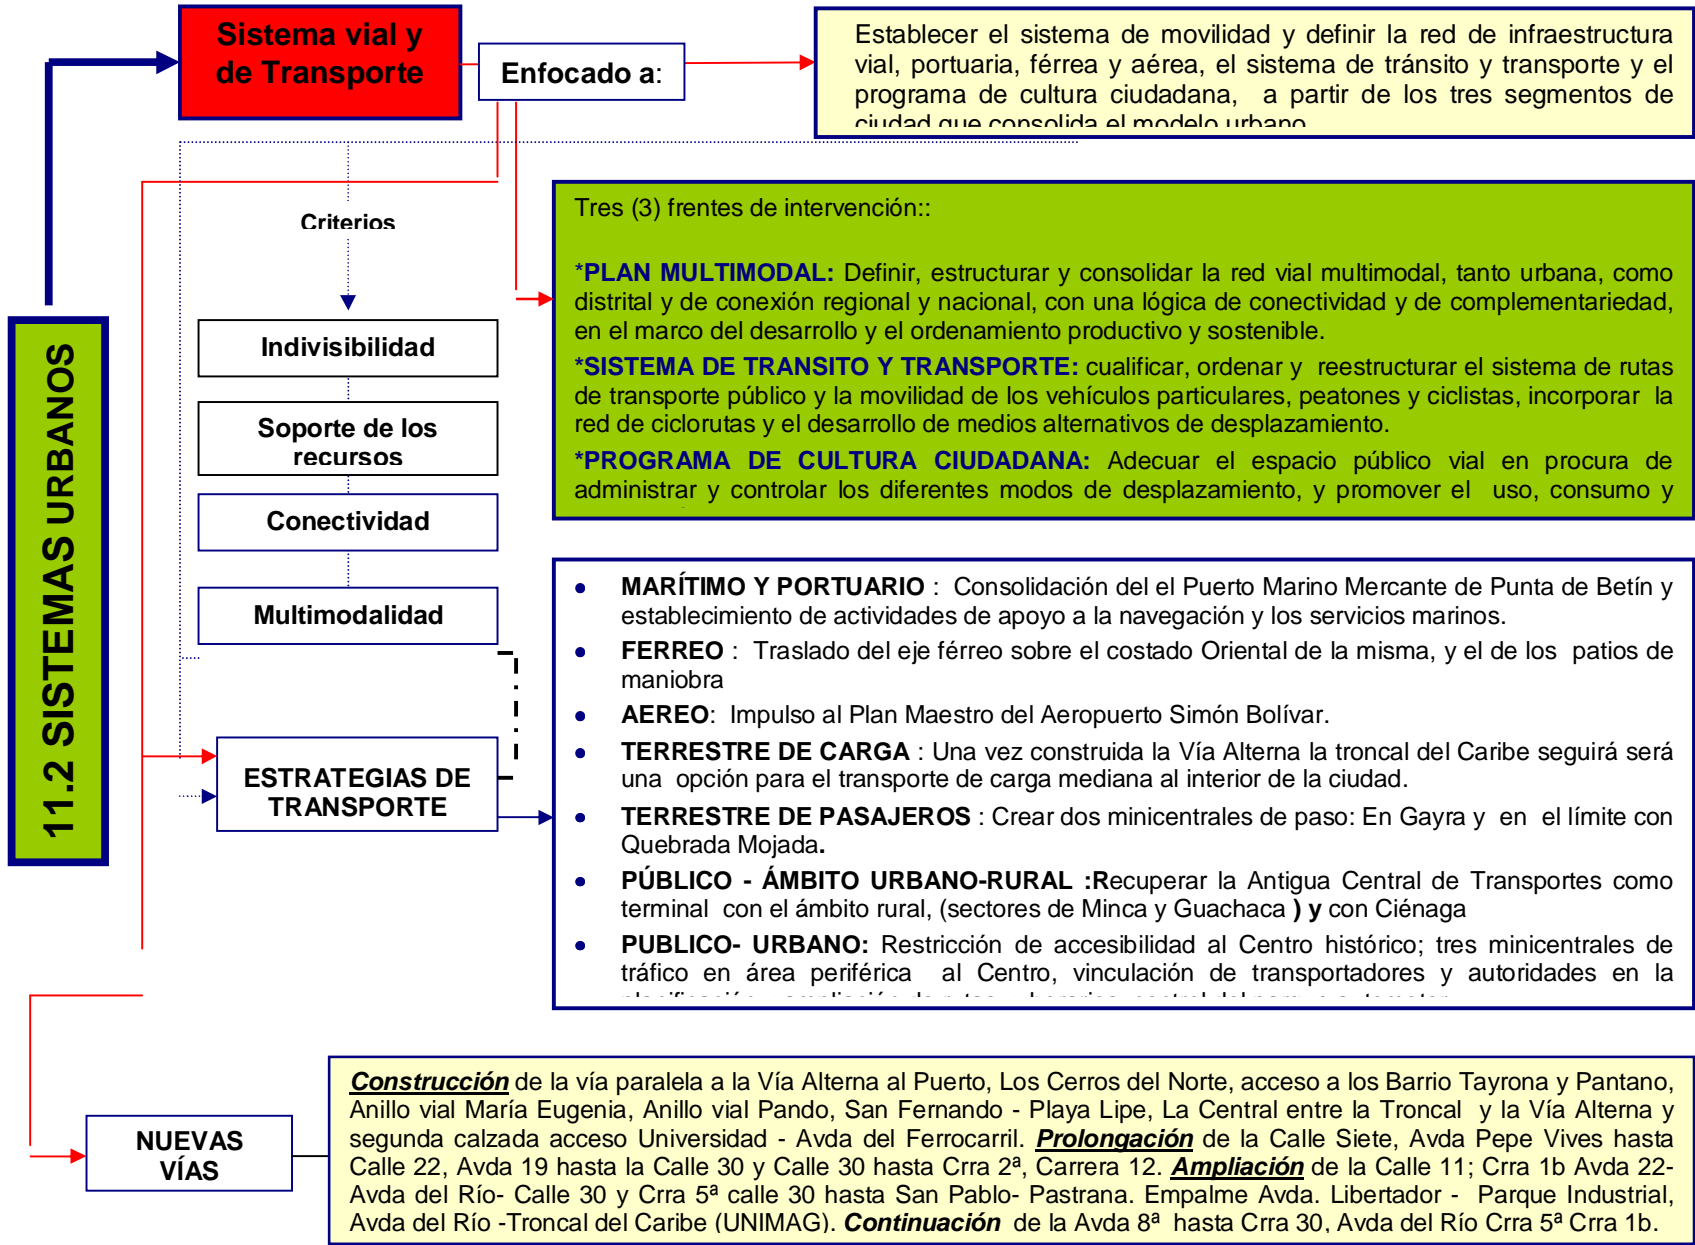 Sistema vial y
de Transporte
Enfocado a:
Establecer el sistema de movilidad y definir la red de infraestructura
vial, portuaria, férrea y aérea, el sistema de tránsito y transporte y el
programa de cultura ciudadana, a partir de los tres segmentos de
ciudad que consolida el modelo urbano
11.2 SISTEMAS URBANOS
Criterios
Indivisibilidad
Soporte de los
recursos
Conectividad
Multimodalidad
Tres (3) frentes de intervención::
*PLAN MULTIMODAL: Definir, estructurar y consolidar la red vial multimodal, tanto urbana, como
distrital y de conexión regional y nacional, con una lógica de conectividad y de complementariedad,
en el marco del desarrollo y el ordenamiento productivo y sostenible.
*SISTEMA DE TRANSITO Y TRANSPORTE: cualificar, ordenar y reestructurar el sistema de rutas
de transporte público y la movilidad de los vehículos particulares, peatones y ciclistas, incorporar la
red de ciclorutas y el desarrollo de medios alternativos de desplazamiento.
*PROGRAMA DE CULTURA CIUDADANA: Adecuar el espacio público vial en procura de
administrar y controlar los diferentes modos de desplazamiento, y promover el uso, consumo y
ESTRATEGIAS DE
TRANSPORTE
• MARÍTIMO Y PORTUARIO : Consolidación del el Puerto Marino Mercante de Punta de Betín y
establecimiento de actividades de apoyo a la navegación y los servicios marinos.
• FERREO : Traslado del eje férreo sobre el costado Oriental de la misma, y el de los patios de
maniobra
• AEREO: Impulso al Plan Maestro del Aeropuerto Simón Bolívar.
• TERRESTRE DE CARGA : Una vez construida la Vía Alterna la troncal del Caribe seguirá será
una opción para el transporte de carga mediana al interior de la ciudad.
• TERRESTRE DE PASAJEROS : Crear dos minicentrales de paso: En Gayra y en el límite con
Quebrada Mojada.
• PÚBLICO - ÁMBITO URBANO-RURAL :Recuperar la Antigua Central de Transportes como
terminal con el ámbito rural, (sectores de Minca y Guachaca ) y con Ciénaga
• PUBLICO- URBANO: Restricción de accesibilidad al Centro histórico; tres minicentrales de
tráfico en área periférica al Centro, vinculación de transportadores y autoridades en la
NUEVAS
VÍAS
Construcción de la vía paralela a la Vía Alterna al Puerto, Los Cerros del Norte, acceso a los Barrio Tayrona y Pantano,
Anillo vial María Eugenia, Anillo vial Pando, San Fernando - Playa Lipe, La Central entre la Troncal y la Vía Alterna y
segunda calzada acceso Universidad - Avda del Ferrocarril. Prolongación de la Calle Siete, Avda Pepe Vives hasta
Calle 22, Avda 19 hasta la Calle 30 y Calle 30 hasta Crra 2ª, Carrera 12. Ampliación de la Calle 11; Crra 1b Avda 22-
Avda del Río- Calle 30 y Crra 5ª calle 30 hasta San Pablo- Pastrana. Empalme Avda. Libertador - Parque Industrial,
Avda del Río -Troncal del Caribe (UNIMAG). Continuación de la Avda 8ª hasta Crra 30, Avda del Río Crra 5ª Crra 1b.